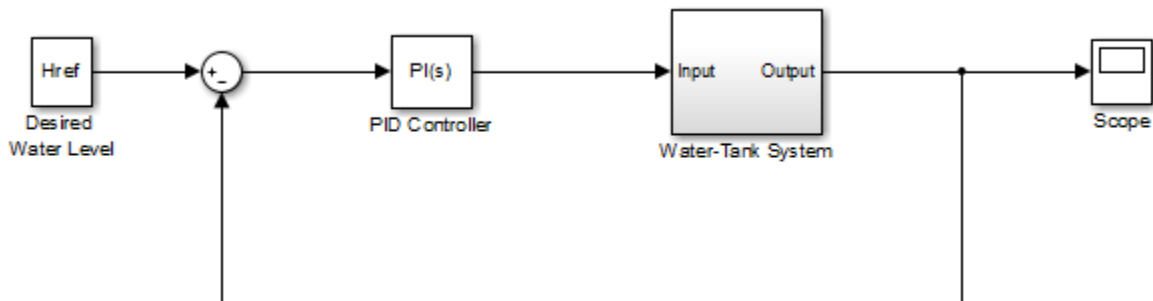 Href
+
−
PI(s)
Input
Output
Desired
Water Level
PID Controller
Water-Tank System
Scope